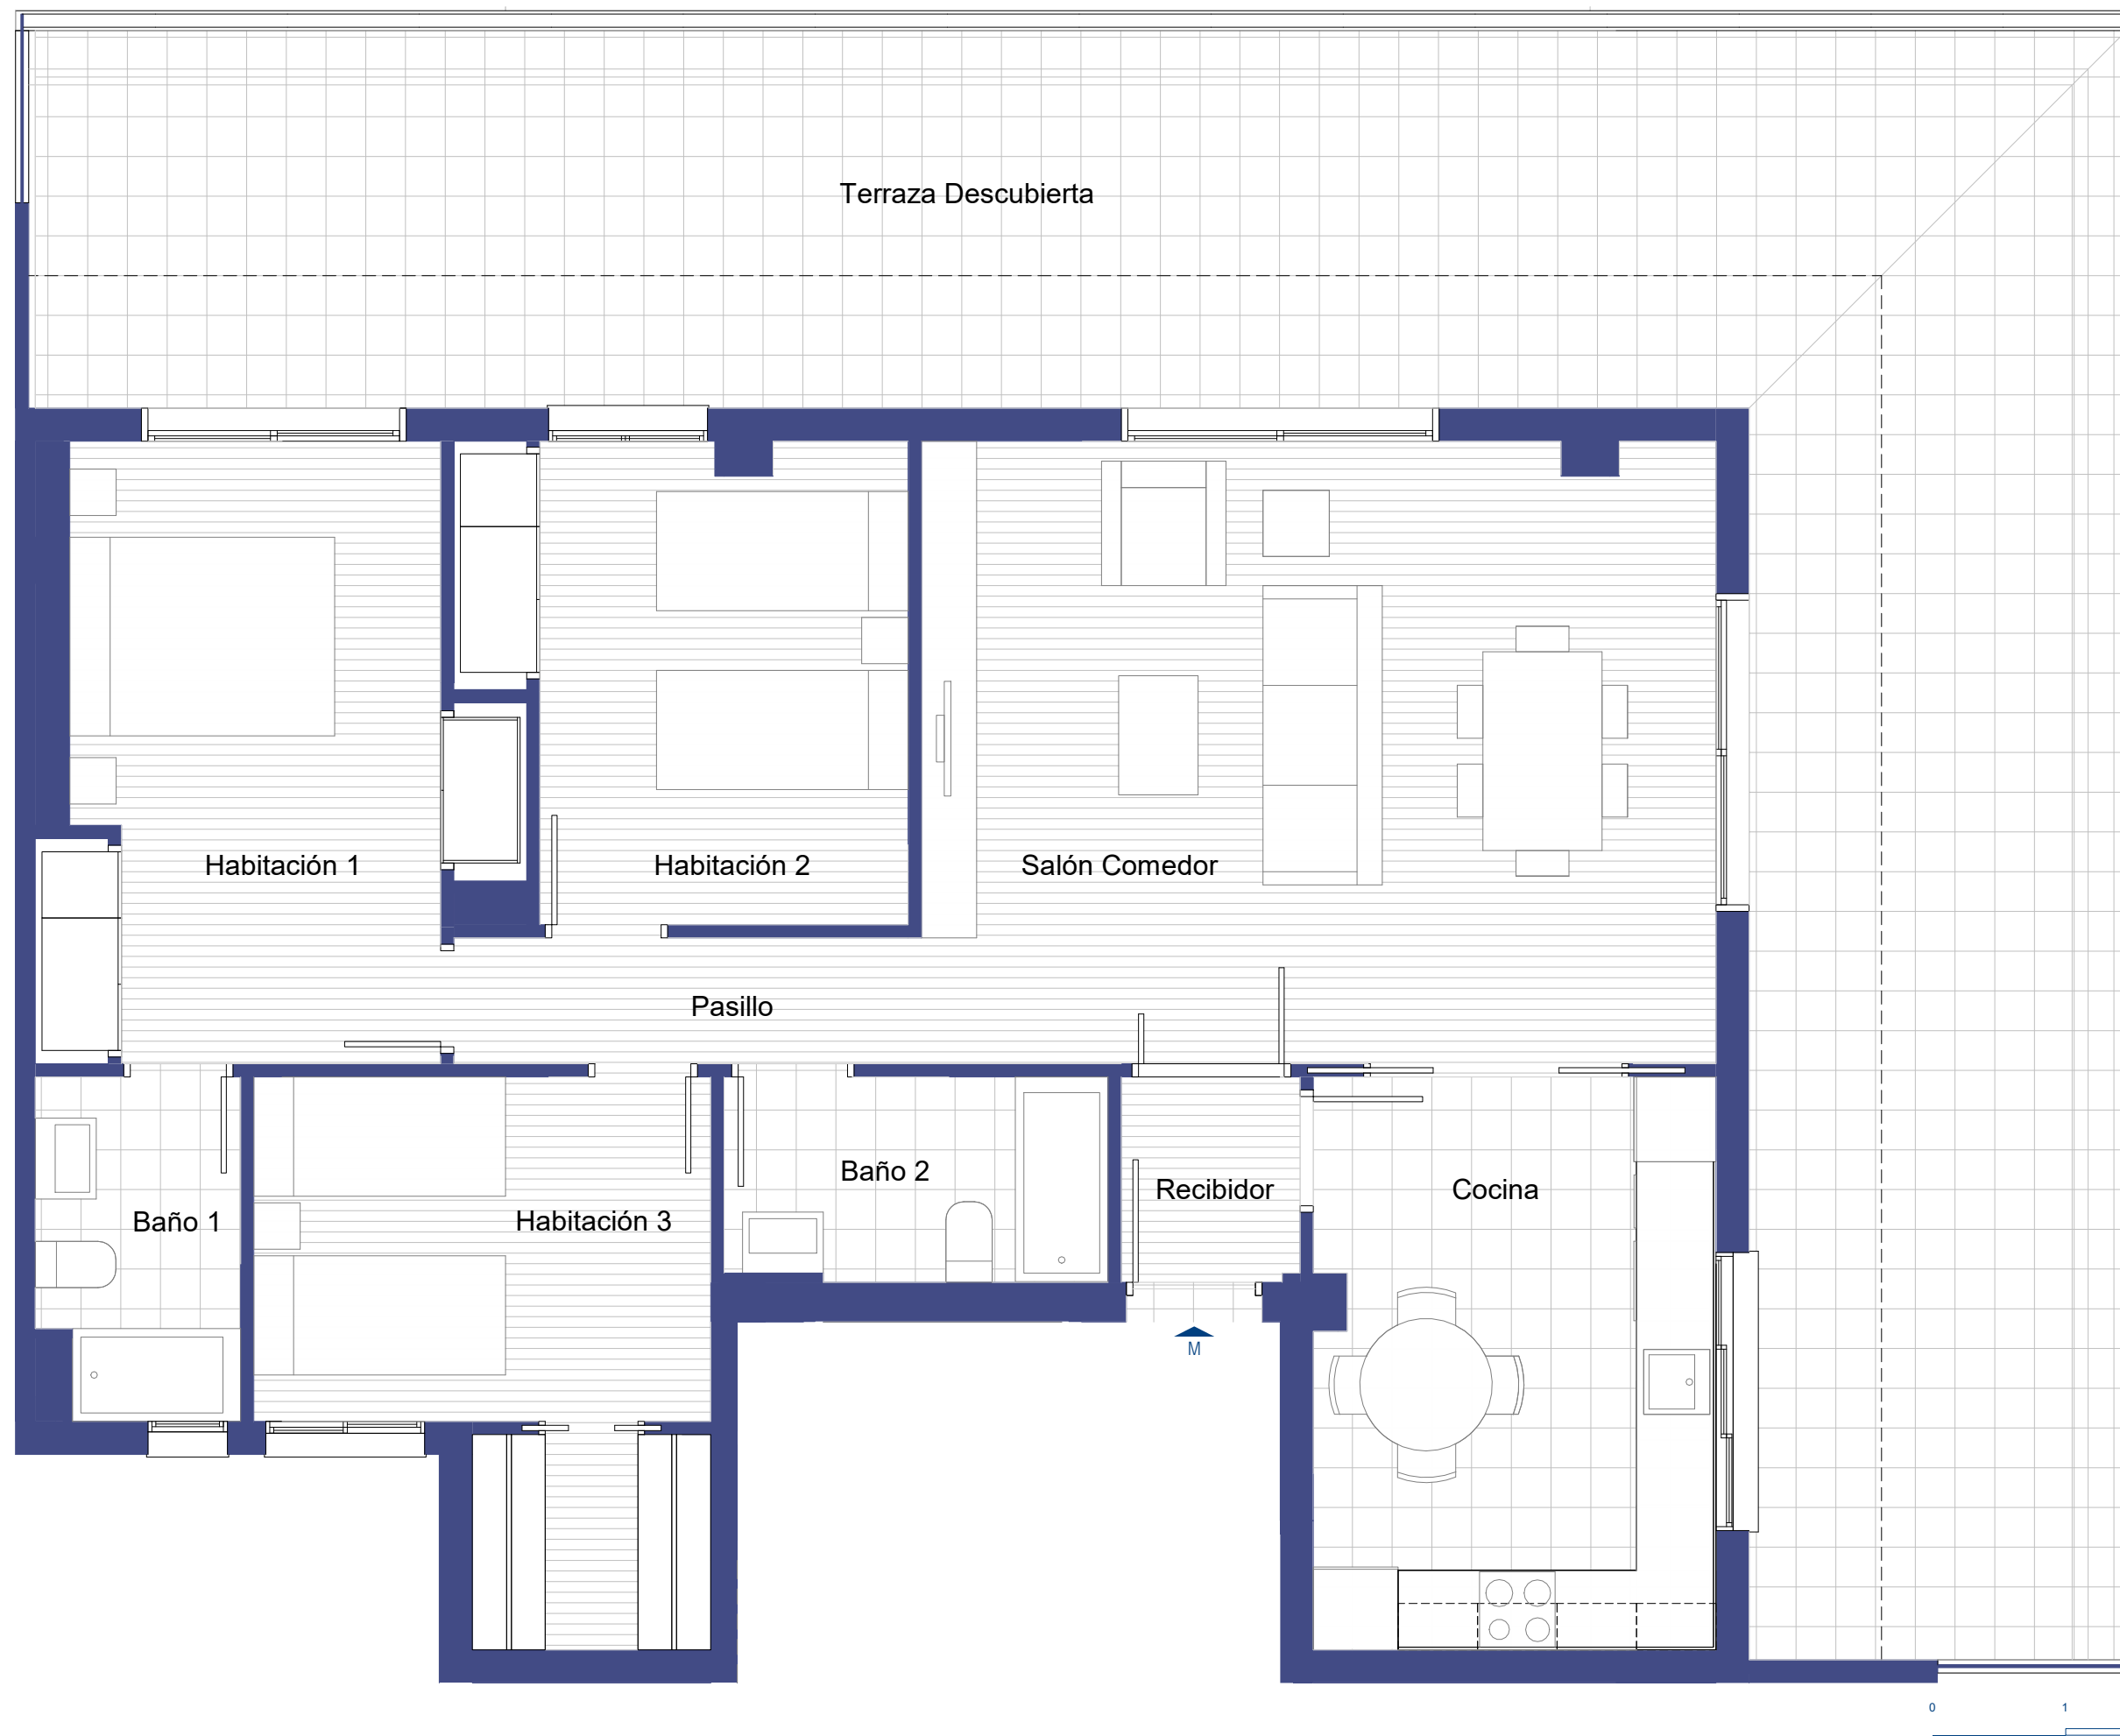 Terraza Descubierta
Habitación 1
Habitación 2
Salón Comedor
Pasillo
Baño 1
Habitación 3
Baño 2
Recibidor
Cocina
M
0 1